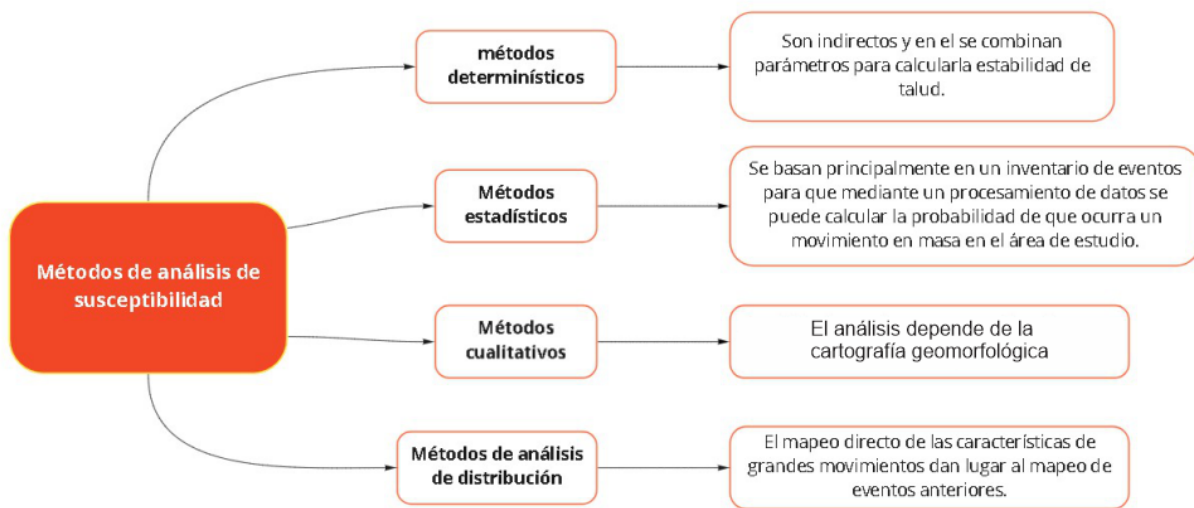 Métodos de análisis de
susceptibilidad
métodos
determinísticos
Son indirectos y en el se combinan
parámetros para calcularla estabilidad de
talud.
Métodos
estadísticos
Se basan principalmente en un inventario de eventos
para que mediante un procesamiento de datos se
puede calcular la probabilidad de que ocurra un
movimiento en masa en el área de estudio.
Métodos
cualitativos
El análisis depende de la
cartografía geomorfológica
Métodos de análisis
de distribución
El mapeo directo de las características de
grandes movimientos dan lugar al mapeo de
eventos anteriores.